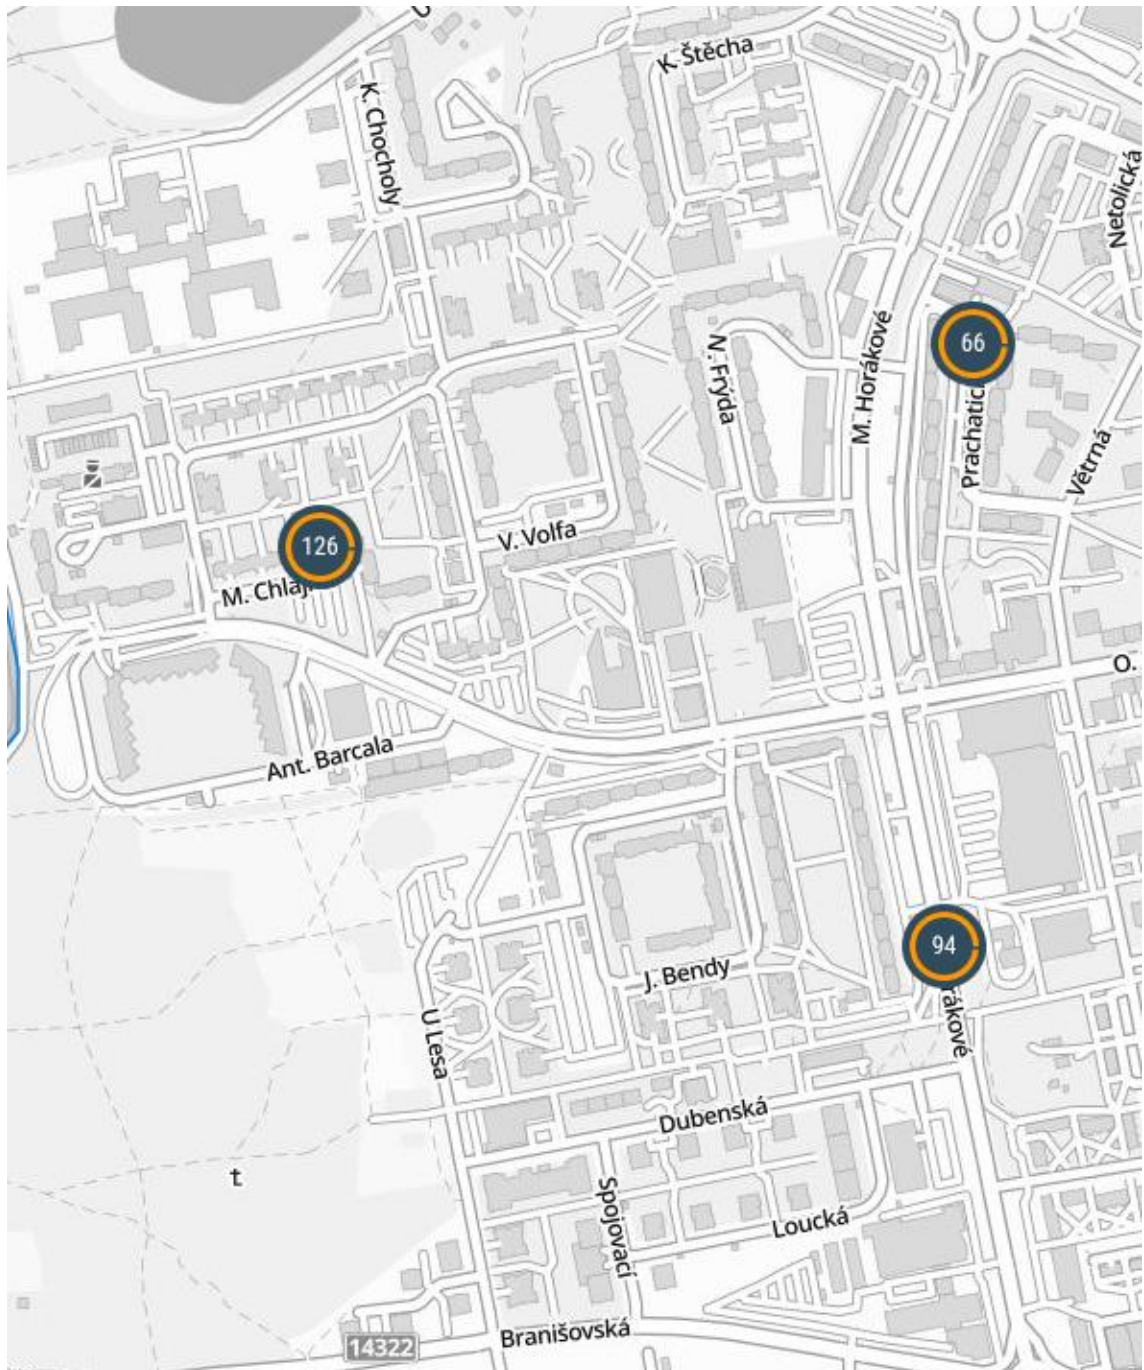 K. Štěcha
K. Chocholy
Netolická
66
M. Horákové
N. Frýda
Prachatic
Větrná
126
V. Volfa
M. Chlaj
O.
Ant. Barcala
94
J. Bendy
rákové
U Lesa
Dubenská
t
Spojovací
Loucká
Branišovská
14322